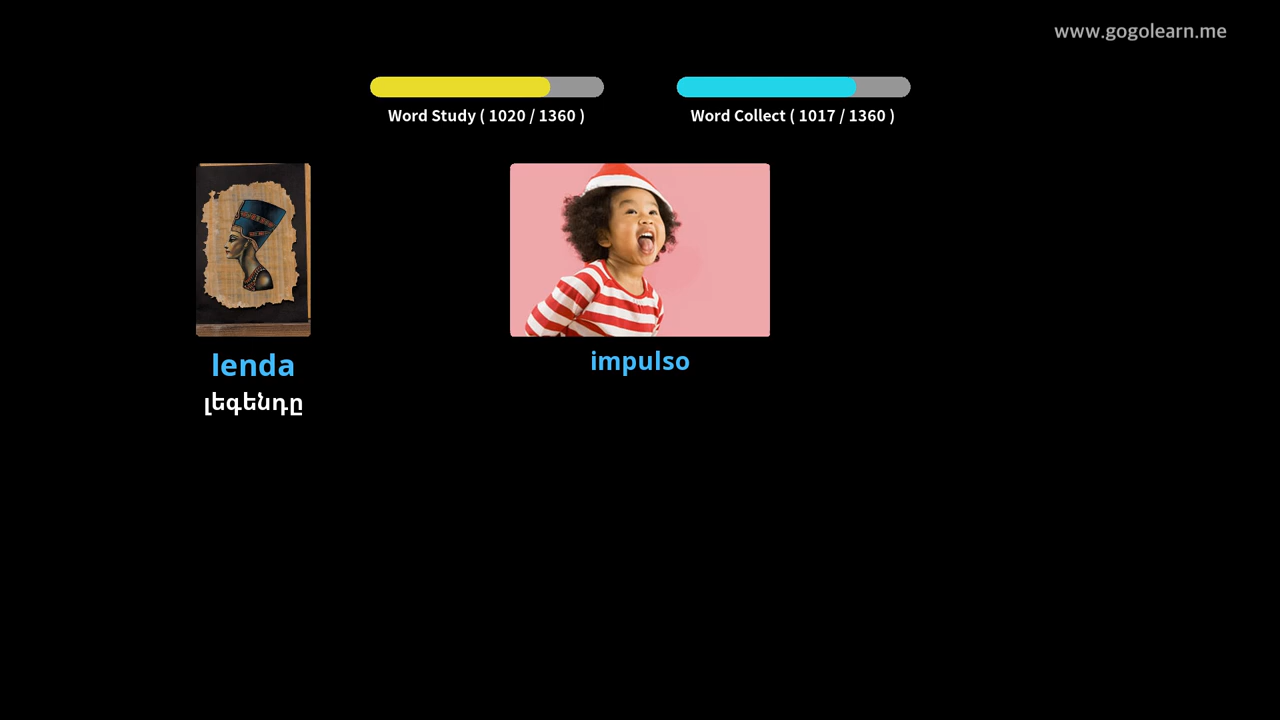 www.gogolearn.me
Word Study ( 1020 / 1360 )
Word Collect ( 1017 / 1360 )
lenda
լեգենդը
impulso